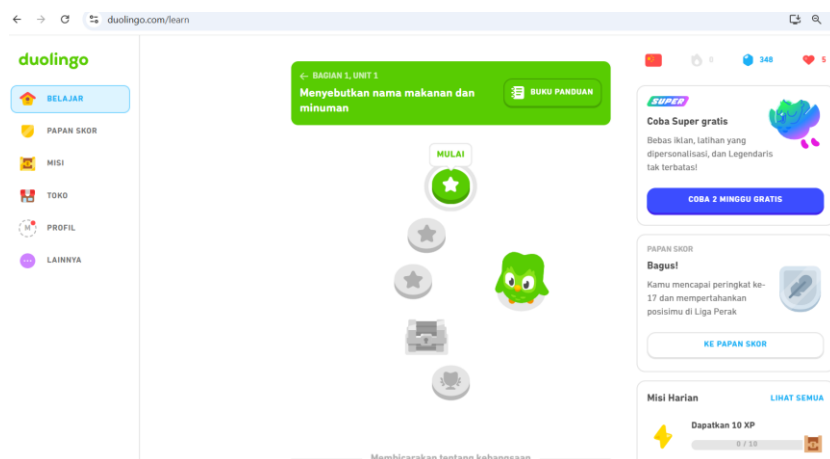 duolingo.com/learn
duolingo
BELAJAR
PAPAN SKOR
MISI
TOKO
M
PROFIL
LAINNYA
← BAGIAN 1, UNIT 1
Menyebutkan nama makanan dan
minuman
BUKU PANDUAN
MULAI
Membicarakan tentang kebangsaan
0
348
5
SUPER
Coba Super gratis
Bebas iklan, latihan yang
dipersonalisasi, dan Legendaris
tak terbatas!
COBA 2 MINGGU GRATIS
PAPAN SKOR
Bagus!
Kamu mencapai peringkat ke-
17 dan mempertahankan
posisimu di Liga Perak
KE PAPAN SKOR
Misi Harian
LIHAT SEMUA
Dapatkan 10 XP
0 / 10